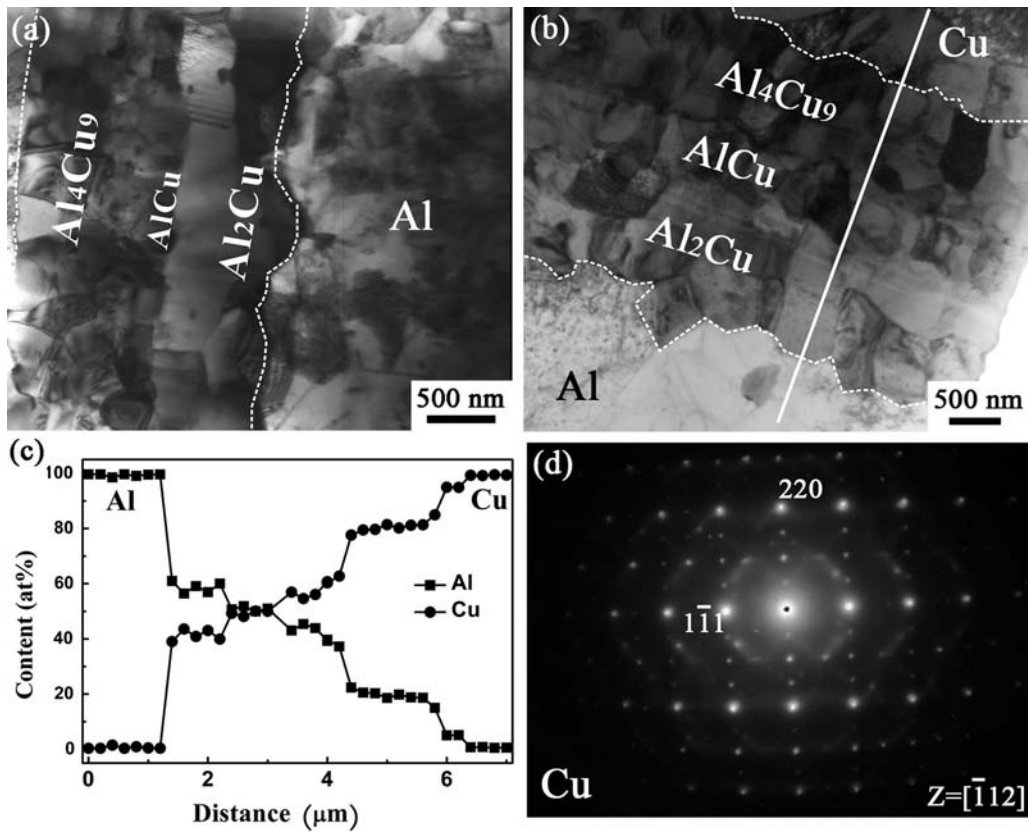 (a)
Al₄Cu₉
AlCu
Al₂Cu
Al
500 nm
(b)
Cu
Al₄Cu₉
AlCu
Al₂Cu
Al
500 nm
(c)
100
80
60
40
20
0
Content (at%)
Al
Cu
Al
Cu
0 2 4 6
Distance (μm)
(d)
220
11̄1
Cu
Z=[1̄12]